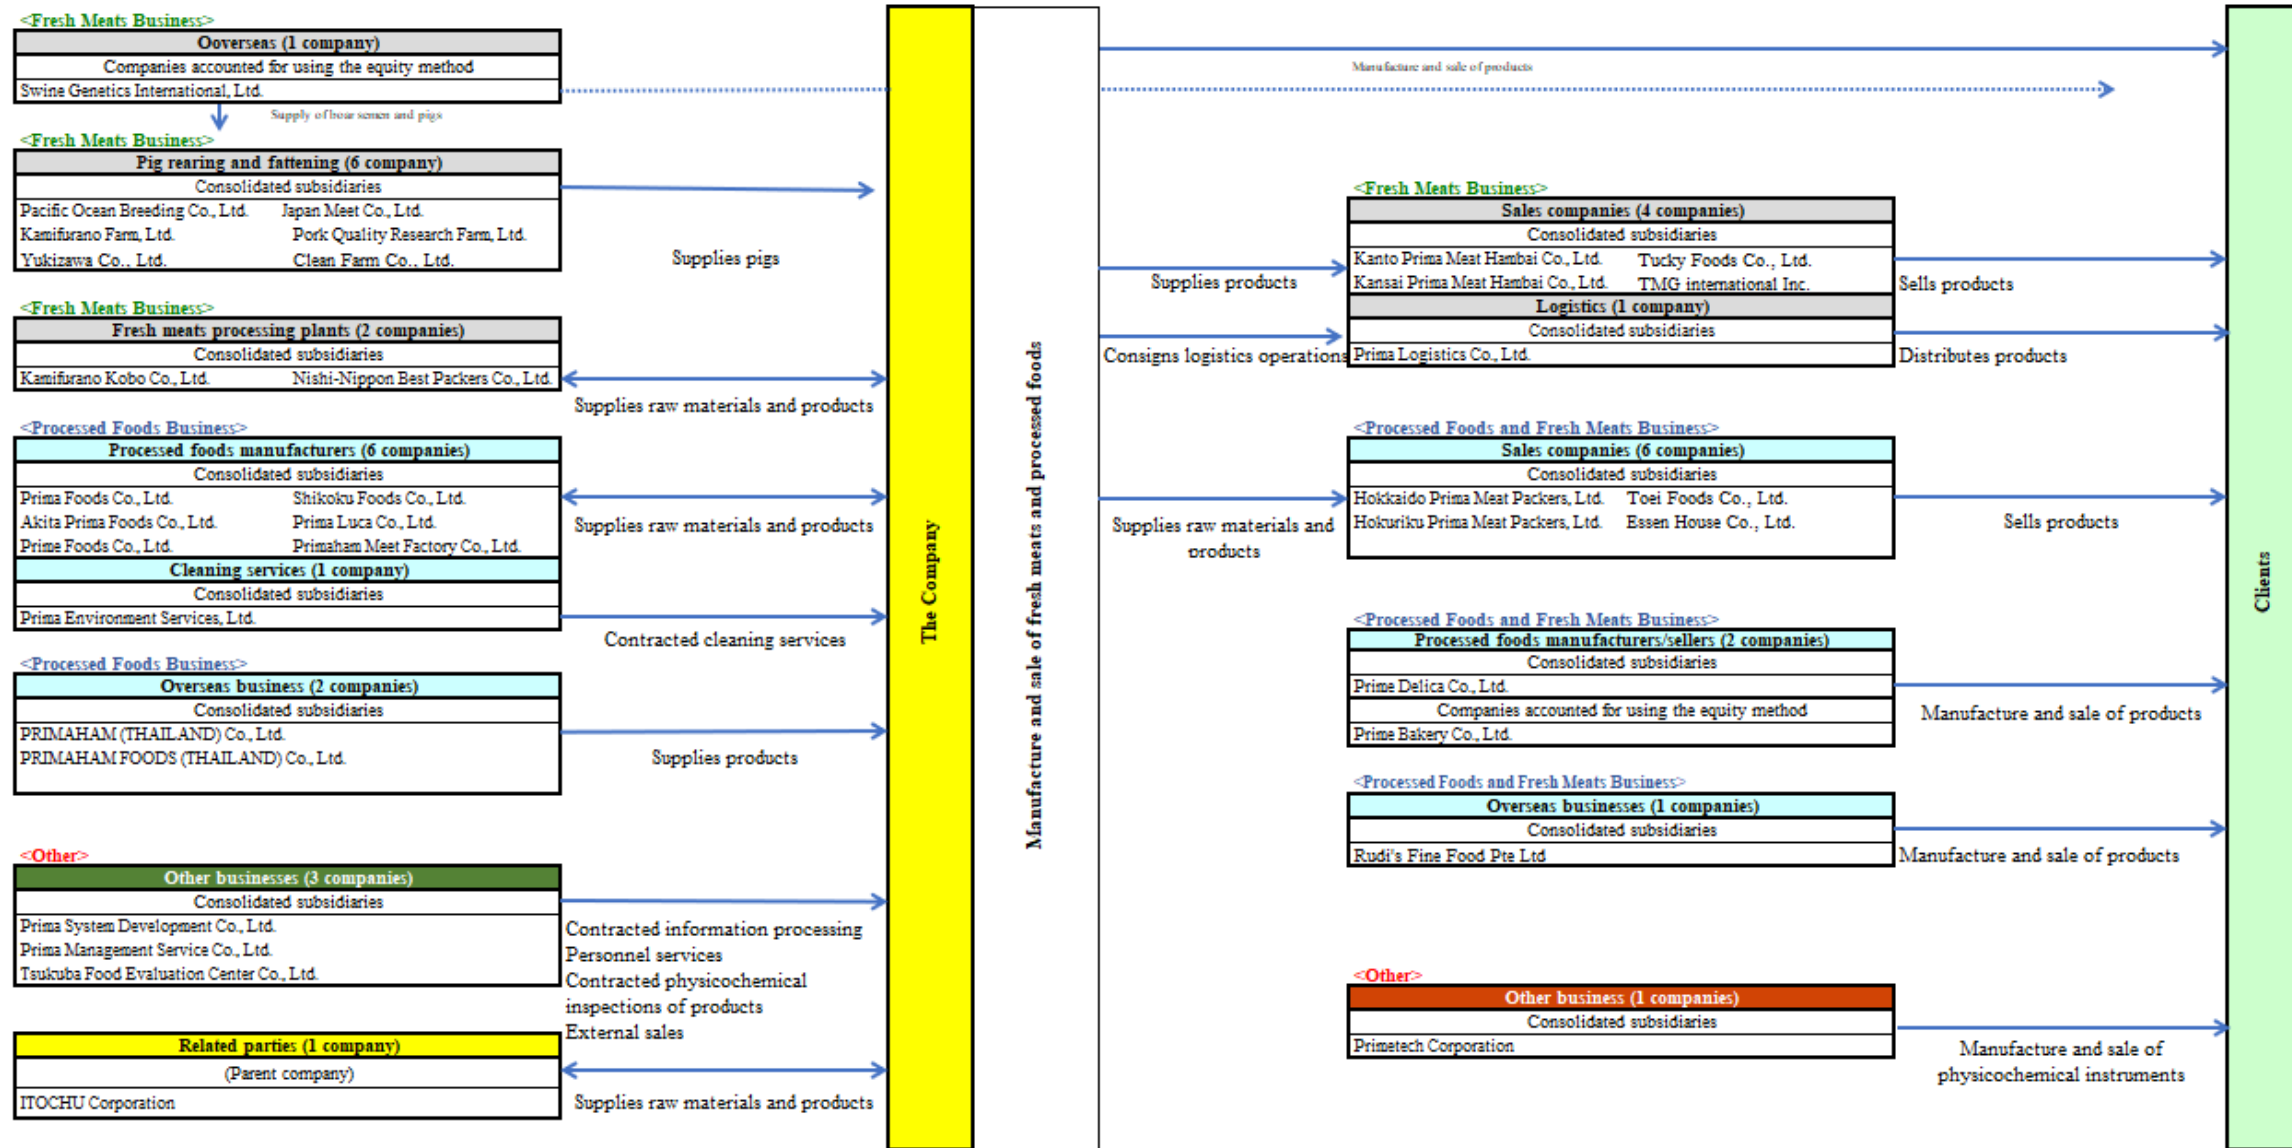 <Fresh Meats Business>
Ooverseas (1 company)
Companies accounted for using the equity method
Swine Genetics International, Ltd.
Supply of boar semen and pigs
<Fresh Meats Business>
Pig rearing and fattening (6 company)
Consolidated subsidiaries
Pacific Ocean Breeding Co., Ltd. Japan Meet Co., Ltd.
Kamifurano Farm, Ltd. Pork Quality Research Farm, Ltd.
Yukizawa Co., Ltd. Clean Farm Co., Ltd.
Supplies pigs
<Fresh Meats Business>
Fresh meats processing plants (2 companies)
Consolidated subsidiaries
Kamifurano Kobo Co., Ltd. Nishi-Nippon Best Packers Co., Ltd.
Supplies raw materials and products
<Processed Foods Business>
Processed foods manufacturers (6 companies)
Consolidated subsidiaries
Prima Foods Co., Ltd. Shikoku Foods Co., Ltd.
Akita Prima Foods Co., Ltd. Prima Luca Co., Ltd.
Prime Foods Co., Ltd. Primaham Meet Factory Co., Ltd.
Supplies raw materials and products
Cleaning services (1 company)
Consolidated subsidiaries
Prima Environment Services, Ltd.
Contracted cleaning services
<Processed Foods Business>
Overseas business (2 companies)
Consolidated subsidiaries
PRIMAHAM (THAILAND) Co., Ltd.
PRIMAHAM FOODS (THAILAND) Co., Ltd.
Supplies products
<Other>
Other businesses (3 companies)
Consolidated subsidiaries
Prima System Development Co., Ltd.
Prima Management Service Co., Ltd.
Tsukuba Food Evaluation Center Co., Ltd.
Contracted information processing
Personnel services
Contracted physicochemical
inspections of products
External sales
Related parties (1 company)
(Parent company)
ITOCHU Corporation
Supplies raw materials and products
The Company
Manufacture and sale of fresh meats and processed foods
Manufacture and sale of products
<Fresh Meats Business>
Sales companies (4 companies)
Consolidated subsidiaries
Kanto Prima Meat Hambai Co., Ltd. Tucky Foods Co., Ltd.
Kansai Prima Meat Hambai Co., Ltd. TMG international Inc.
Supplies products
Sells products
Logistics (1 company)
Consolidated subsidiaries
Prima Logistics Co., Ltd.
Consigns logistics operations
Distributes products
<Processed Foods and Fresh Meats Business>
Sales companies (6 companies)
Consolidated subsidiaries
Hokkaido Prima Meat Packers, Ltd. Toei Foods Co., Ltd.
Hokuriku Prima Meat Packers, Ltd. Essen House Co., Ltd.
Supplies raw materials and
products
Sells products
<Processed Foods and Fresh Meats Business>
Processed foods manufacturers/sellers (2 companies)
Consolidated subsidiaries
Prime Delica Co., Ltd.
Companies accounted for using the equity method
Prime Bakery Co., Ltd.
Manufacture and sale of products
<Processed Foods and Fresh Meats Business>
Overseas businesses (1 companies)
Consolidated subsidiaries
Rudi's Fine Food Pte Ltd
Manufacture and sale of products
<Other>
Other business (1 companies)
Consolidated subsidiaries
Primetech Corporation
Manufacture and sale of
physicochemical instruments
Clients